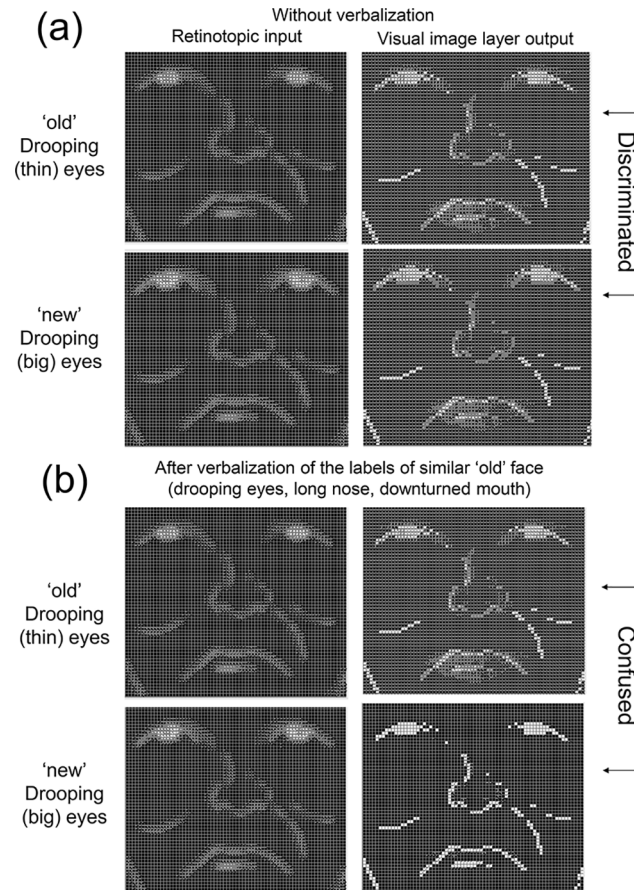 (a)
Without verbalization
Retinotopic input
Visual image layer output
‘old’
Drooping
(thin) eyes
‘new’
Drooping
(big) eyes
Discriminated
(b)
After verbalization of the labels of similar ‘old’ face
(drooping eyes, long nose, downturned mouth)
‘old’
Drooping
(thin) eyes
‘new’
Drooping
(big) eyes
Confused